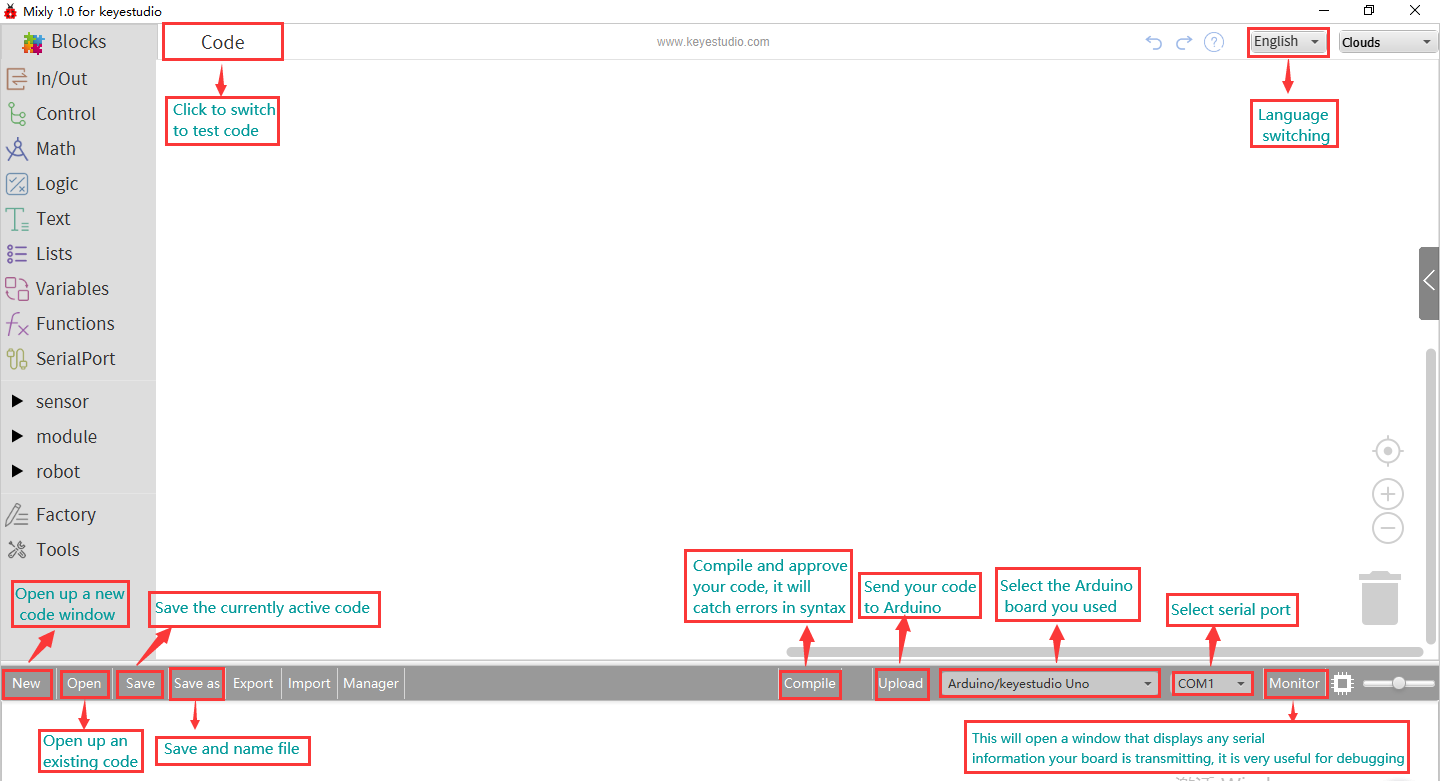 Mixly 1.0 for keyestudio
Blocks
Code
www.keyestudio.com
English
Clouds
In/Out
Control
Math
Logic
Text
Lists
Variables
Functions
SerialPort
sensor
module
robot
Factory
Tools
Click to switch
to test code
Language
switching
Open up a new
code window
Save the currently active code
Compile and approve
your code, it will
catch errors in syntax
Send your code
to Arduino
Select the Arduino
board you used
Select serial port
New
Open
Save
Save as
Export
Import
Manager
Compile
Upload
Arduino/keyestudio Uno
COM1
Monitor
Open up an
existing code
Save and name file
This will open a window that displays any serial
information your board is transmitting, it is very useful for debugging